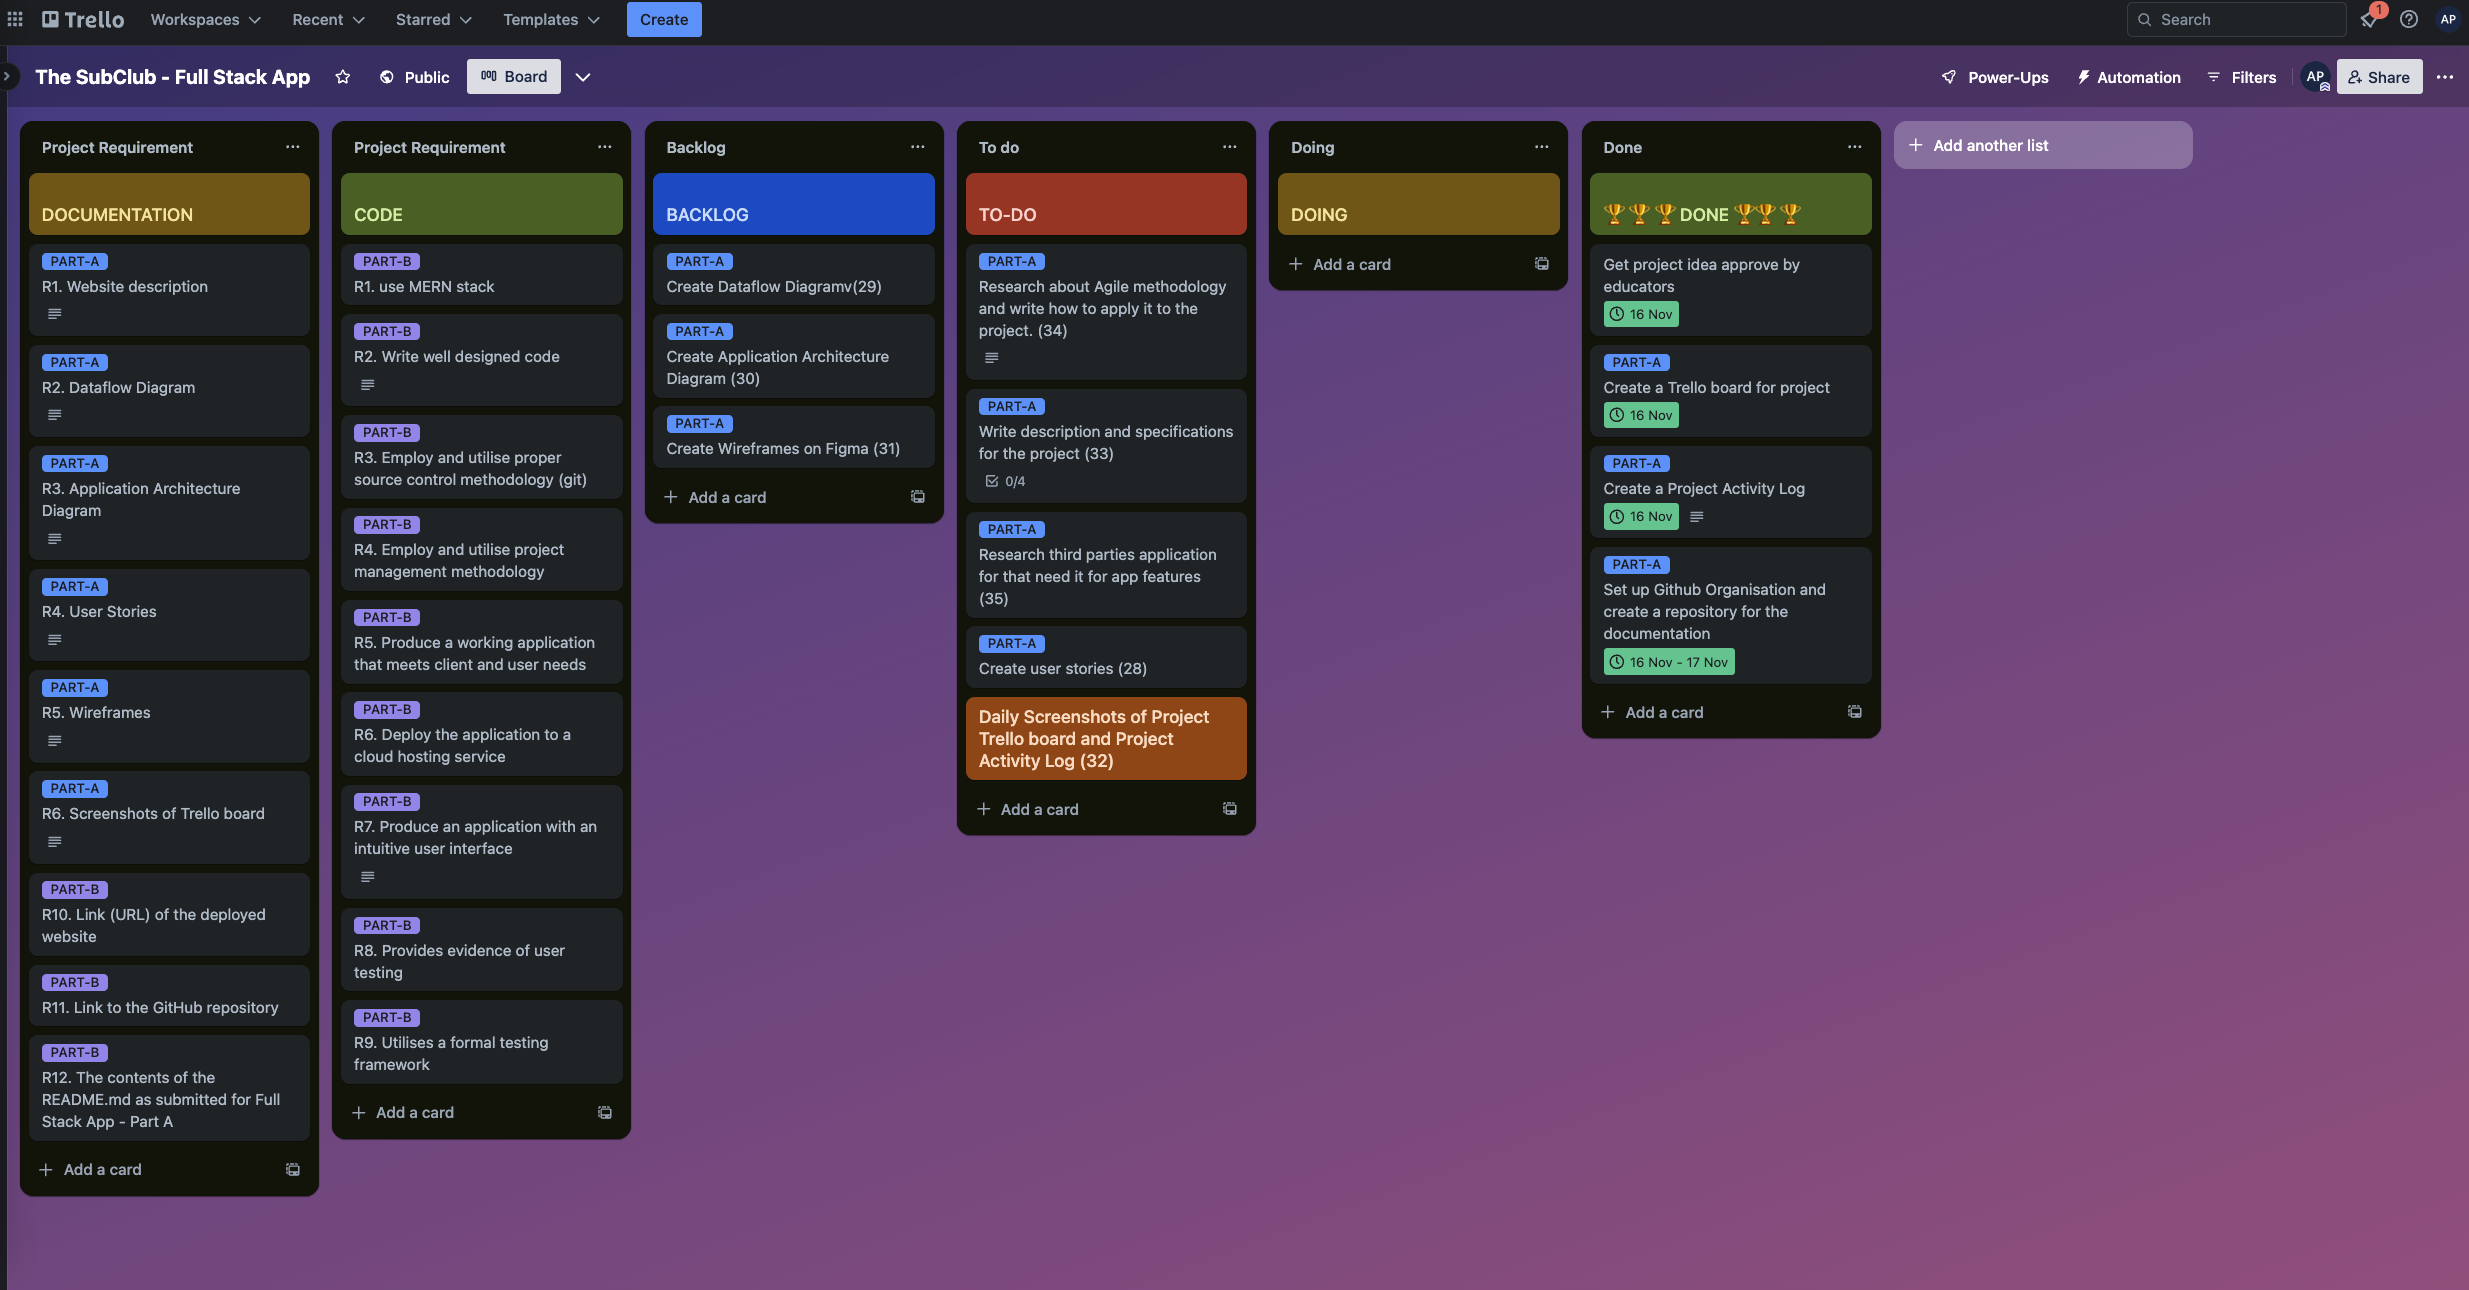 Trello
Workspaces
Recent
Starred
Templates
Create
Search
1
AP
The SubClub - Full Stack App
Public
Board
Power-Ups
Automation
Filters
AP
Share
Project Requirement
DOCUMENTATION
PART-A
R1. Website description
PART-A
R2. Dataflow Diagram
PART-A
R3. Application Architecture
Diagram
PART-A
R4. User Stories
PART-A
R5. Wireframes
PART-A
R6. Screenshots of Trello board
PART-B
R10. Link (URL) of the deployed
website
PART-B
R11. Link to the GitHub repository
PART-B
R12. The contents of the
README.md as submitted for Full
Stack App - Part A
Add a card
Project Requirement
CODE
PART-B
R1. use MERN stack
PART-B
R2. Write well designed code
PART-B
R3. Employ and utilise proper
source control methodology (git)
PART-B
R4. Employ and utilise project
management methodology
PART-B
R5. Produce a working application
that meets client and user needs
PART-B
R6. Deploy the application to a
cloud hosting service
PART-B
R7. Produce an application with an
intuitive user interface
PART-B
R8. Provides evidence of user
testing
PART-B
R9. Utilises a formal testing
framework
Add a card
Backlog
BACKLOG
PART-A
Create Dataflow Diagramv(29)
PART-A
Create Application Architecture
Diagram (30)
PART-A
Create Wireframes on Figma (31)
Add a card
To do
TO-DO
PART-A
Research about Agile methodology
and write how to apply it to the
project. (34)
PART-A
Write description and specifications
for the project (33)
0/4
PART-A
Research third parties application
for that need it for app features
(35)
PART-A
Create user stories (28)
Daily Screenshots of Project
Trello board and Project
Activity Log (32)
Add a card
Doing
DOING
Add a card
Done
🏆🏆🏆DONE 🏆🏆🏆
Get project idea approve by
educators
16 Nov
PART-A
Create a Trello board for project
16 Nov
PART-A
Create a Project Activity Log
16 Nov
PART-A
Set up Github Organisation and
create a repository for the
documentation
16 Nov - 17 Nov
Add a card
Add another list